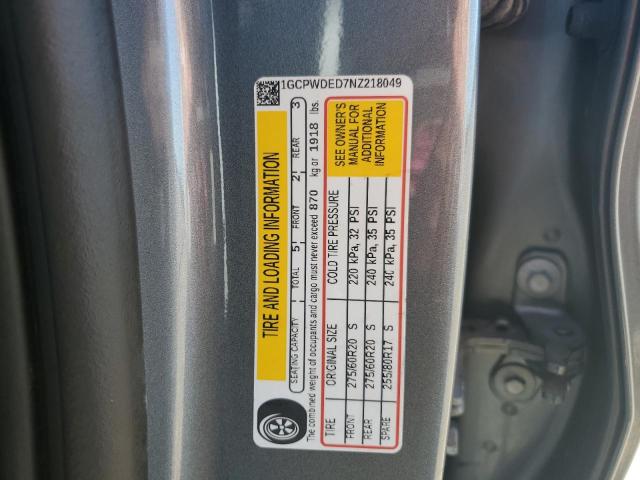 1GCPWDED7NZ218049
TIRE AND LOADING INFORMATION
SEATING CAPACITY TOTAL 5 FRONT 2 REAR 3
The combined weight of occupants and cargo must never exceed 870 kg or 1918 lbs.
TIRE ORIGINAL SIZE COLD TIRE PRESSURE
FRONT 275/60R20 S 220 kPa, 32 PSI
REAR 275/60R20 S 240 kPa, 35 PSI
SPARE 255/80R17 S 240 kPa, 35 PSI
SEE OWNER'S
MANUAL FOR
ADDITIONAL
INFORMATION